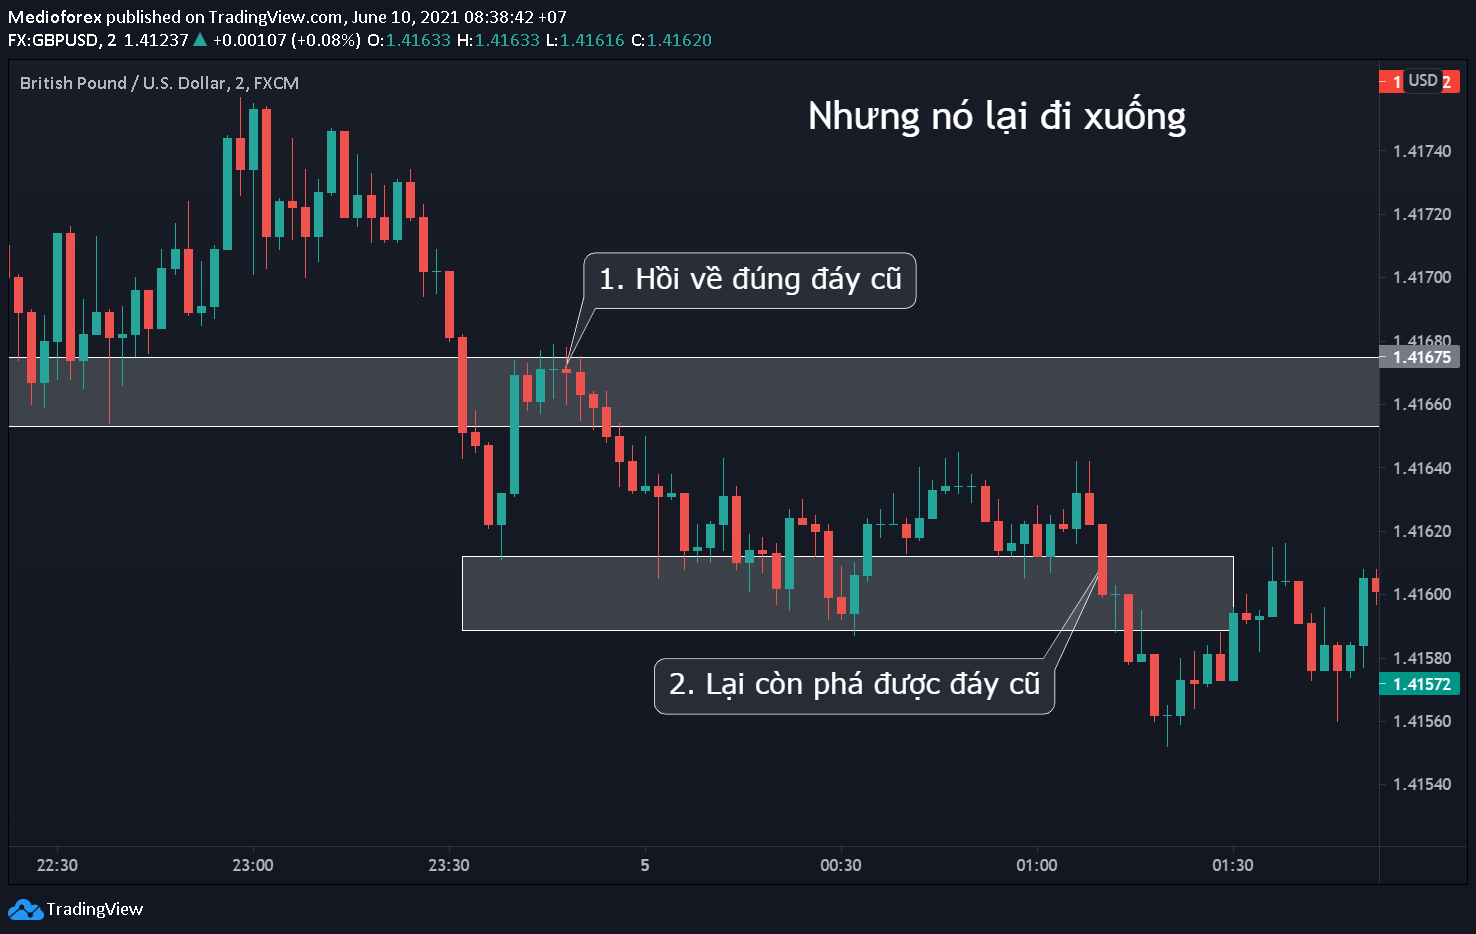 Medioforex published on TradingView.com, June 10, 2021 08:38:42 +07
FX:GBPUSD, 2 1.41237 ▲ +0.00107 (+0.08%) O:1.41633 H:1.41633 L:1.41616 C:1.41620
British Pound / U.S. Dollar, 2, FXCM
Nhưng nó lại đi xuống
USD
1.41740
1.41720
1. Hồi về đúng đáy cũ
1.41700
1.41680
1.41675
1.41660
1.41640
1.41620
1.41600
2. Lại còn phá được đáy cũ
1.41580
1.41572
1.41560
1.41540
22:30 23:00 23:30 5 00:30 01:00 01:30
TradingView